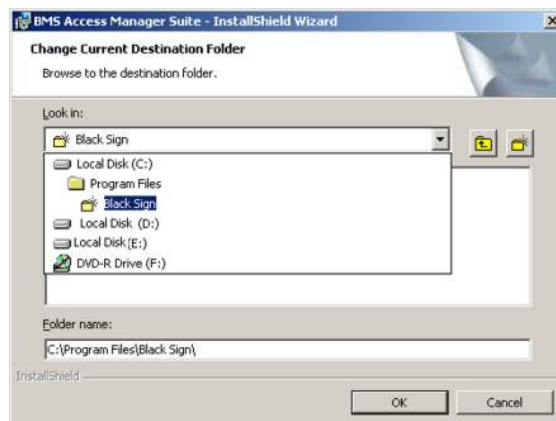 BMS Access Manager Suite - InstallShield Wizard
Change Current Destination Folder
Browse to the destination folder.
Look in:
Black Sign
Local Disk (C:)
Program Files
Black Sign
Local Disk (D:)
Local Disk(E:)
DVD-R Drive (F:)
Folder name:
C:\Program Files\Black Sign\
InstallShield
OK Cancel